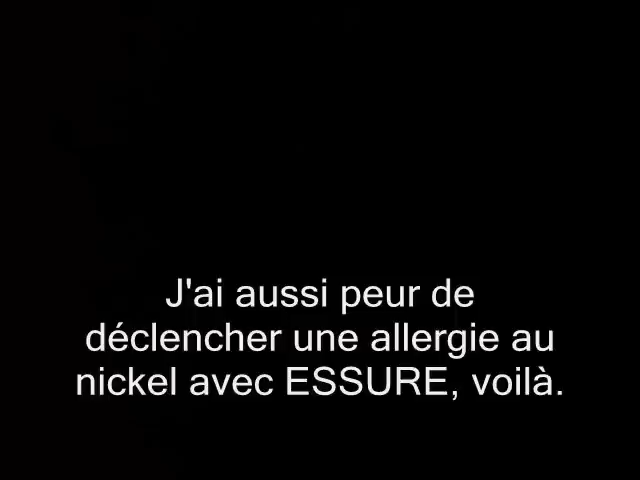 J'ai aussi peur de
déclencher une allergie au
nickel avec ESSURE, voilà.